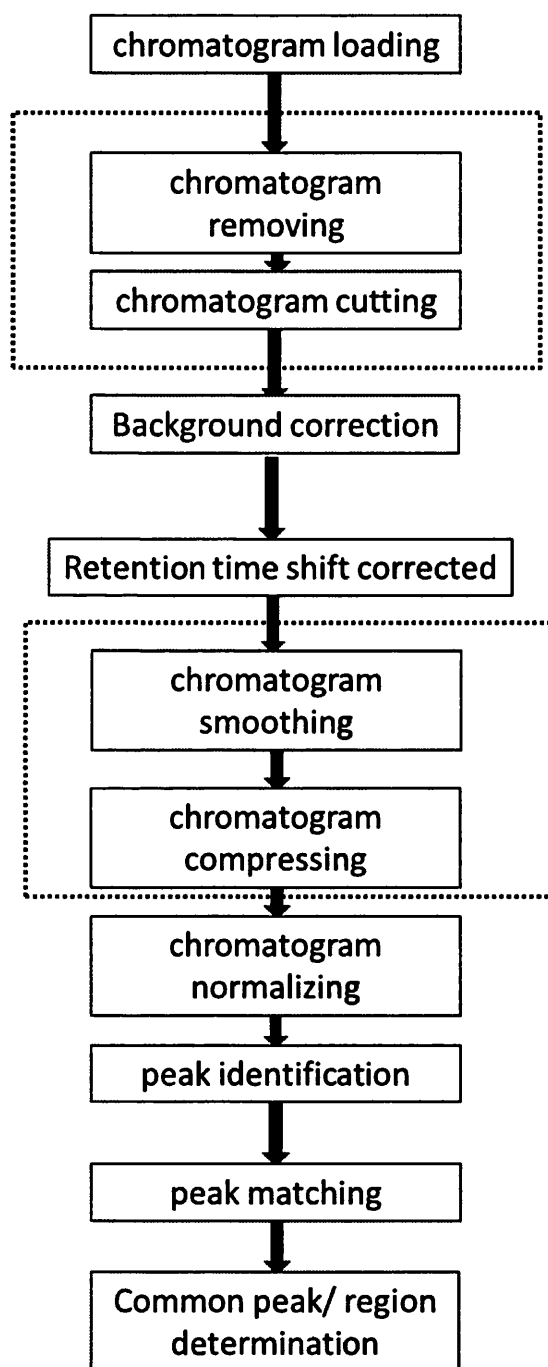 chromatogram loading
chromatogram
removing
chromatogram cutting
Background correction
Retention time shift corrected
chromatogram
smoothing
chromatogram
compressing
chromatogram
normalizing
peak identification
peak matching
Common peak/ region
determination